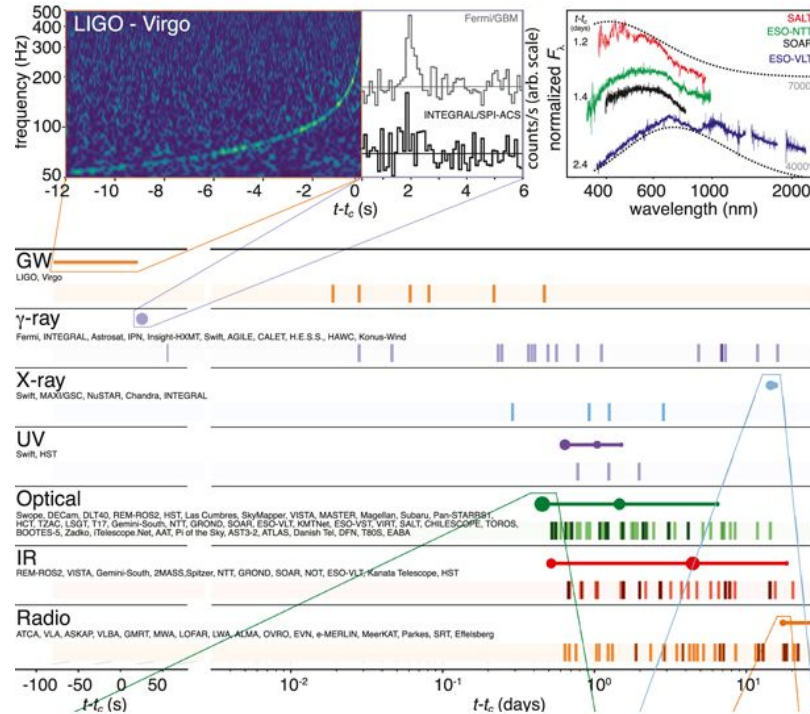 LIGO - Virgo
frequency (Hz)
500
400
300
200
100
50
-12 -10 -8 -6 -4 -2 0
t-tc (s)
Fermi/GBM
INTEGRAL/SPI-ACS
counts/s (arb. scale)
0 2 4 6
normalized Fλ
t-tc
(days)
1.2
1.4
2.4
SALT
ESO-NTT
SOAR
ESO-VLT
7000
4000
400 600 1000 2000
wavelength (nm)
GW
LIGO, Virgo
γ-ray
Fermi, INTEGRAL, Astrosat, IPN, Insight-HXMT, Swift, AGILE, CALET, H.E.S.S., HAWC, Konus-Wind
X-ray
Swift, MAXI/GSC, NuSTAR, Chandra, INTEGRAL
UV
Swift, HST
Optical
Swope, DECam, DLT40, REM-ROS2, HST, Las Cumbres, SkyMapper, VISTA, MASTER, Magellan, Subaru, Pan-STARRS1,
HCT, TZAC, LSGT, T17, Gemini-South, NTT, GROND, SOAR, ESO-VLT, KMTNet, ESO-VST, VIRT, SALT, CHILESCOPE, TOROS,
BOOTES-5, Zadko, iTelescope.Net, AAT, Pi of the Sky, AST3-2, ATLAS, Danish Tel, DFN, T80S, EABA
IR
REM-ROS2, VISTA, Gemini-South, 2MASS,Spitzer, NTT, GROND, SOAR, NOT, ESO-VLT, Kanata Telescope, HST
Radio
ATCA, VLA, ASKAP, VLBA, GMRT, MWA, LOFAR, LWA, ALMA, OVRO, EVN, e-MERLIN, MeerKAT, Parkes, SRT, Effelsberg
-100 -50 0 50 10⁻² 10⁻¹ 10⁰ 10¹
t-tc (s) t-tc (days)